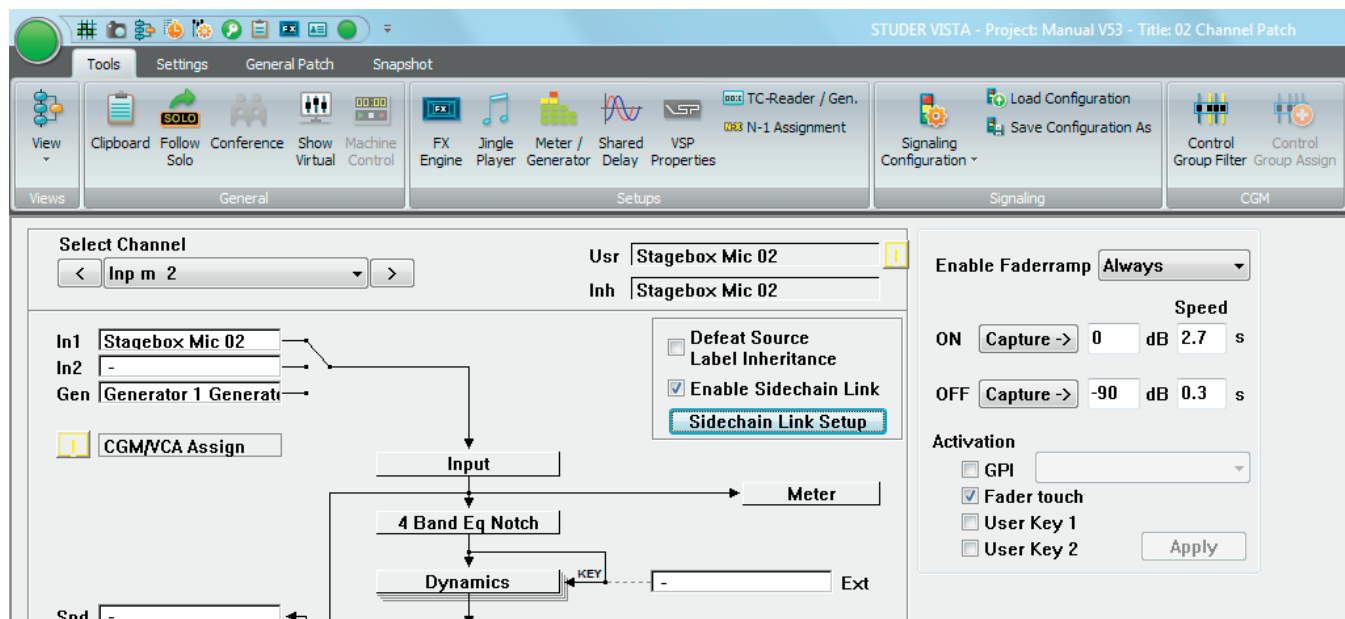 STUDER VISTA - Project: Manual V53 - Title: 02 Channel Patch
Tools Settings General Patch Snapshot
View
Clipboard
Follow Solo
SOLO
Conference
Show Virtual
00:00
Machine Control
FX
FX Engine
Jingle Player
Meter / Generator
Shared Delay
VSP
VSP Properties
TC-Reader / Gen.
N-1 Assignment
Signaling Configuration
Load Configuration
Save Configuration As
Control Group Filter
Control Group Assign
Views General Setups Signaling CGM
Select Channel
< Inp m 2 >
Usr Stagebox Mic 02
Inh Stagebox Mic 02
In1 Stagebox Mic 02
In2 -
Gen Generator 1 Generat
CGM/VCA Assign
Defeat Source
Label Inheritance
Enable Sidechain Link
Sidechain Link Setup
Input
Meter
4 Band Eq Notch
Dynamics
KEY
- Ext
Snd -
Enable Faderramp Always
Speed
ON Capture -> 0 dB 2.7 s
OFF Capture -> -90 dB 0.3 s
Activation
GPI
Fader touch
User Key 1
User Key 2
Apply